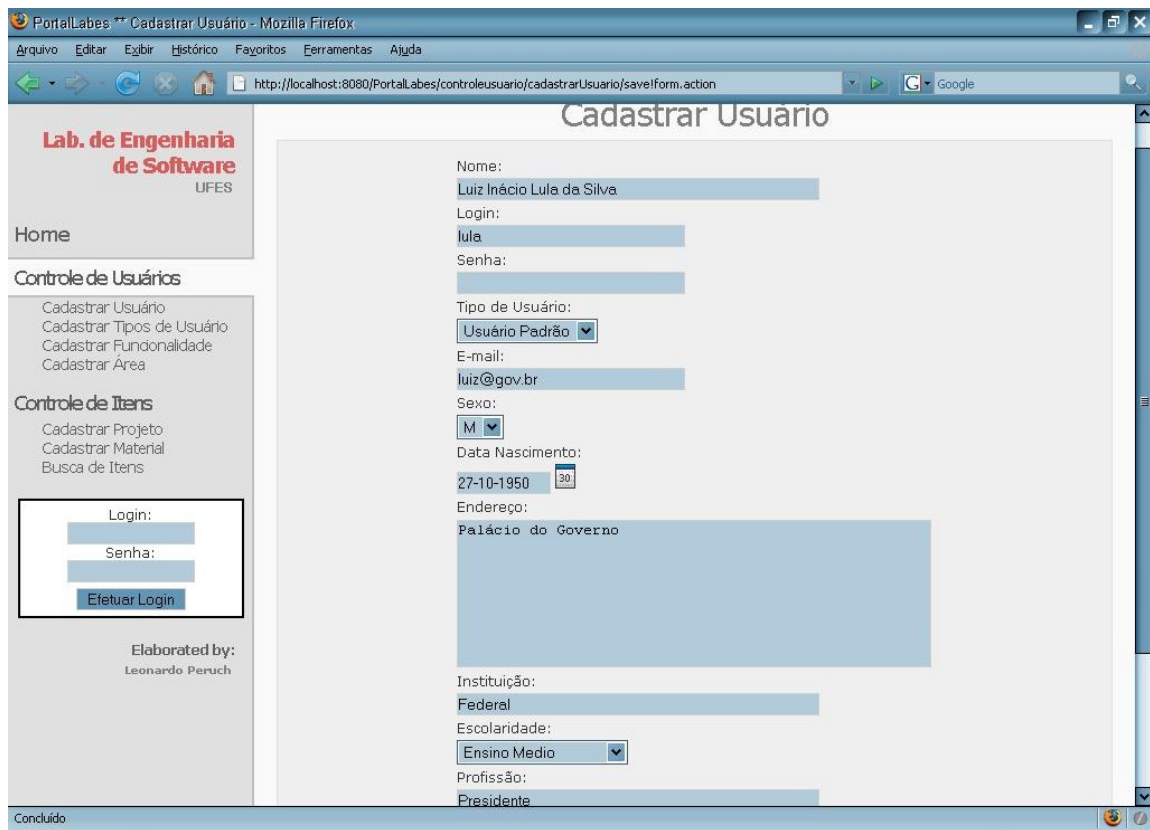 PortalLabes ** Cadastrar Usuário - Mozilla Firefox
Arquivo Editar Exibir Histórico Favoritos Ferramentas Ajuda
http://localhost:8080/PortalLabes/controleusuario/cadastrarUsuario/save!form.action
G Google
Lab. de Engenharia
de Software
UFES
Home
Controle de Usuários
Cadastrar Usuário
Cadastrar Tipos de Usuário
Cadastrar Funcionalidade
Cadastrar Área
Controle de Itens
Cadastrar Projeto
Cadastrar Material
Busca de Itens
Login:
Senha:
Efetuar Login
Elaborated by:
Leonardo Peruch
Cadastrar Usuário
Nome:
Luiz Inácio Lula da Silva
Login:
lula
Senha:
Tipo de Usuário:
Usuário Padrão
E-mail:
luiz@gov.br
Sexo:
M
Data Nascimento:
27-10-1950
30
Endereço:
Palácio do Governo
Instituição:
Federal
Escolaridade:
Ensino Medio
Profissão:
Presidente
Concluído